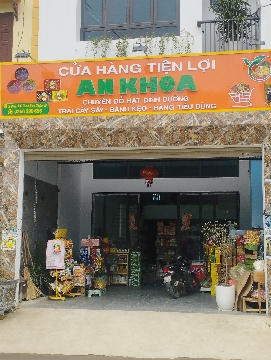 CỬA HÀNG TIỆN LỢI
AN KHOA
CHUYÊN ĐỒ HẠT DINH DƯỠNG
TRÁI CÂY SẤY - BÁNH KẸO - HÀNG TIÊU DÙNG